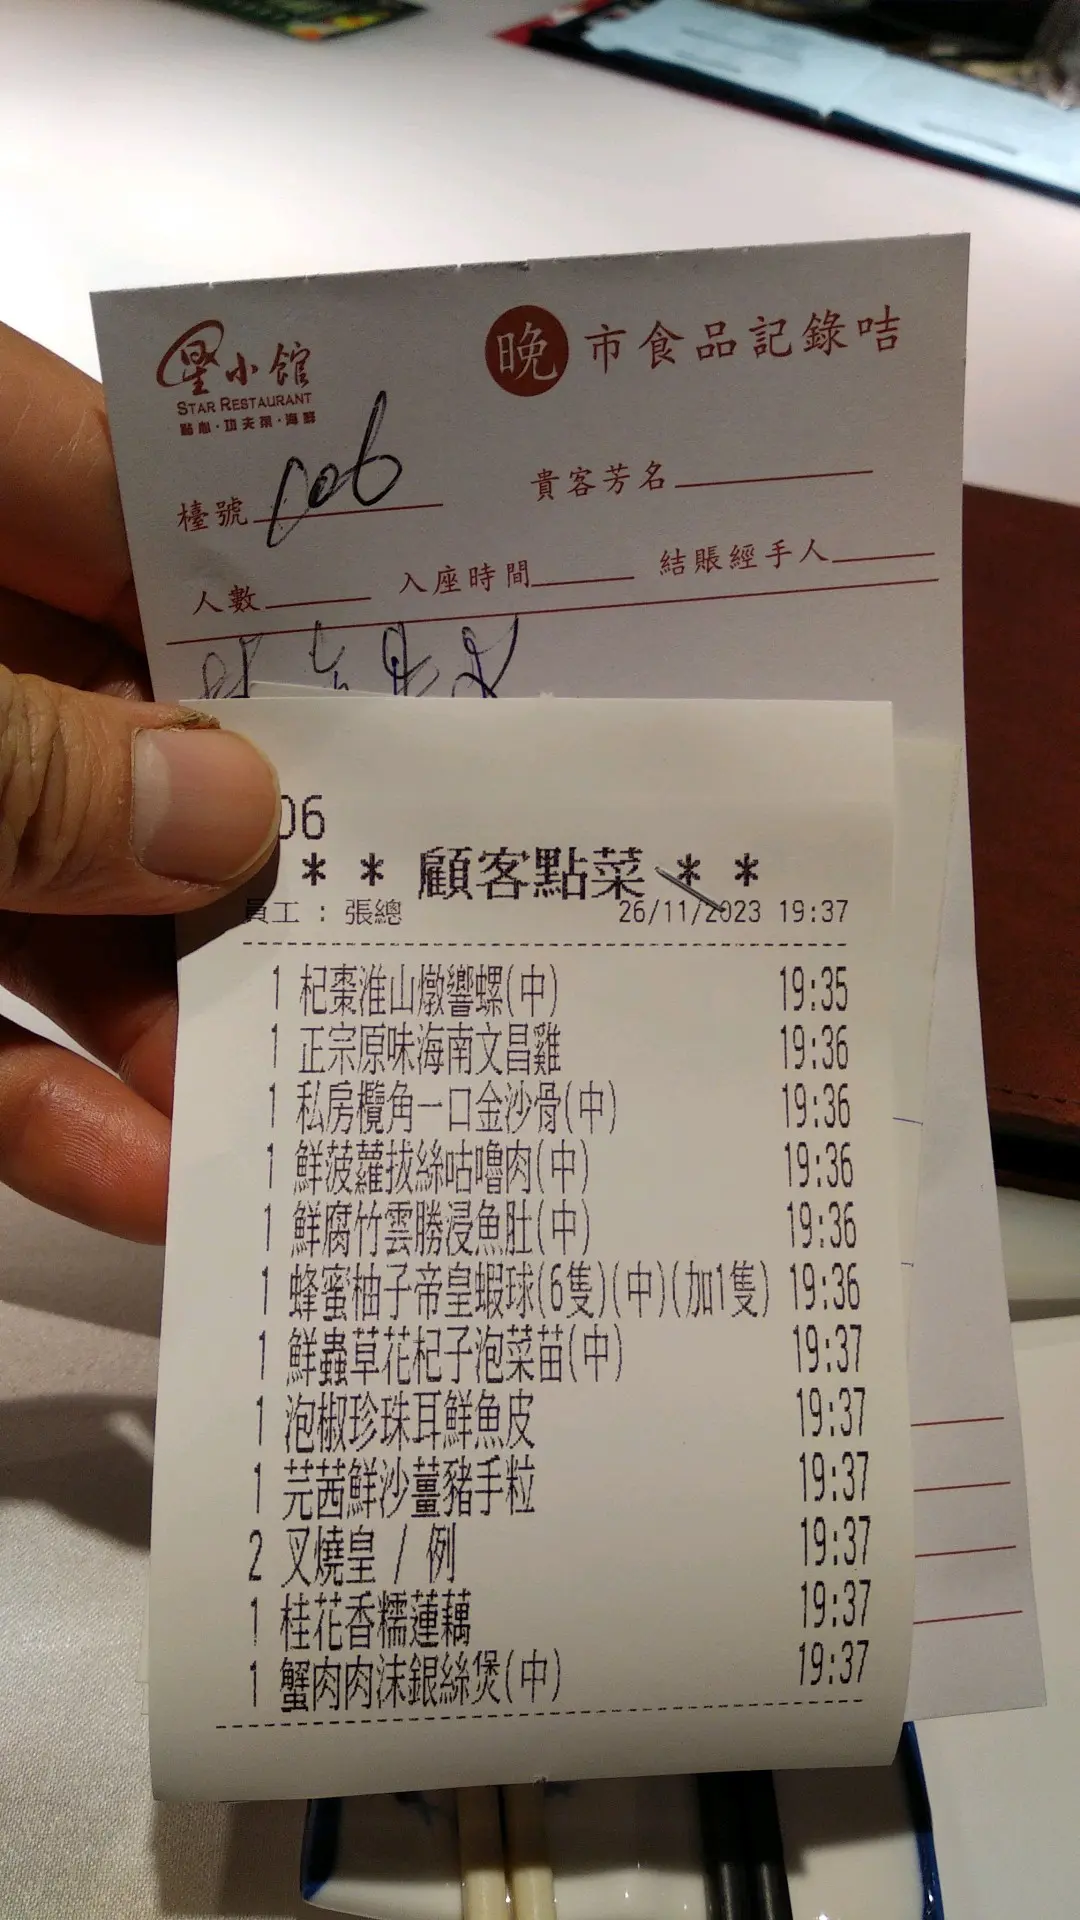 星小館
STAR RESTAURANT
點心·功夫茶·海鮮
晚市食品記錄咭
檯號 106
貴客芳名
人數
入座時間
結賬經手人
06
* * 顧客點菜 * *
員工 : 張總 26/11/2023 19:37
1 杞棗淮山燉響螺(中) 19:35
1 正宗原味海南文昌雞 19:36
1 私房欖角一口金沙骨(中) 19:36
1 鮮菠蘿拔絲咕嚕肉(中) 19:36
1 鮮腐竹雲勝浸魚肚(中) 19:36
1 蜂蜜柚子帝皇蝦球(6隻)(中)(加1隻) 19:36
1 鮮蟲草花杞子泡菜苗(中) 19:37
1 泡椒珍珠耳鮮魚皮 19:37
1 芫茜鮮沙薑豬手粒 19:37
2 叉燒皇 / 例 19:37
1 桂花香糯蓮藕 19:37
1 蟹肉肉沫銀絲煲(中) 19:37